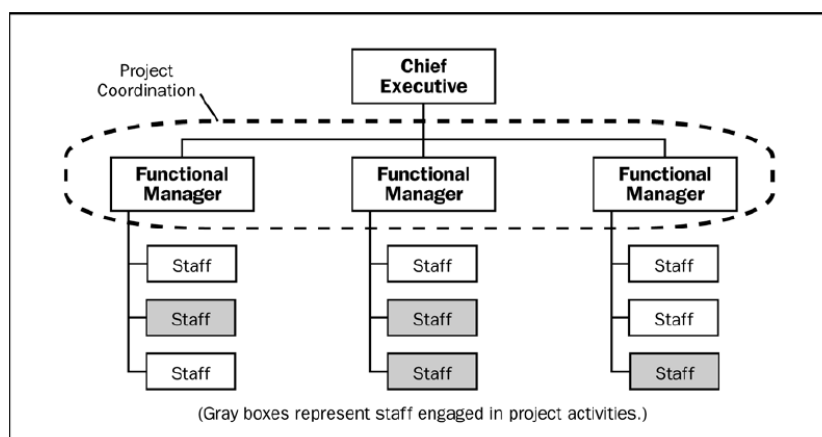 Project
Coordination
Chief
Executive
Functional
Manager
Functional
Manager
Functional
Manager
Staff
Staff
Staff
Staff
Staff
Staff
Staff
Staff
Staff
(Gray boxes represent staff engaged in project activities.)